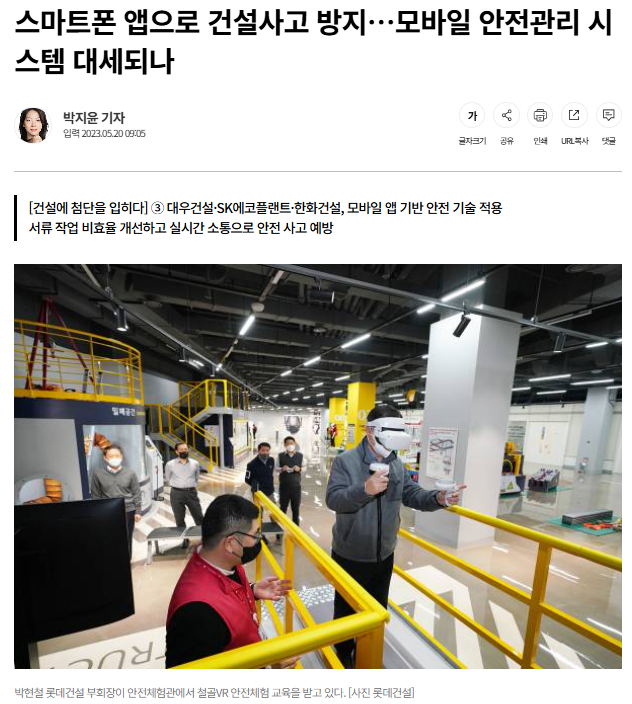 스마트폰 앱으로 건설사고 방지…모바일 안전관리 시
스템 대세되나
박지윤 기자
입력 2023.05.20 09:05
가
글자크기
공유
인쇄
URL복사
댓글
[건설에 첨단을 입히다] ③ 대우건설·SK에코플랜트·한화건설, 모바일 앱 기반 안전 기술 적용
서류 작업 비효율 개선하고 실시간 소통으로 안전 사고 예방
밀폐공간
박현철 롯데건설 부회장이 안전체험관에서 철골VR 안전체험 교육을 받고 있다. [사진 롯데건설]